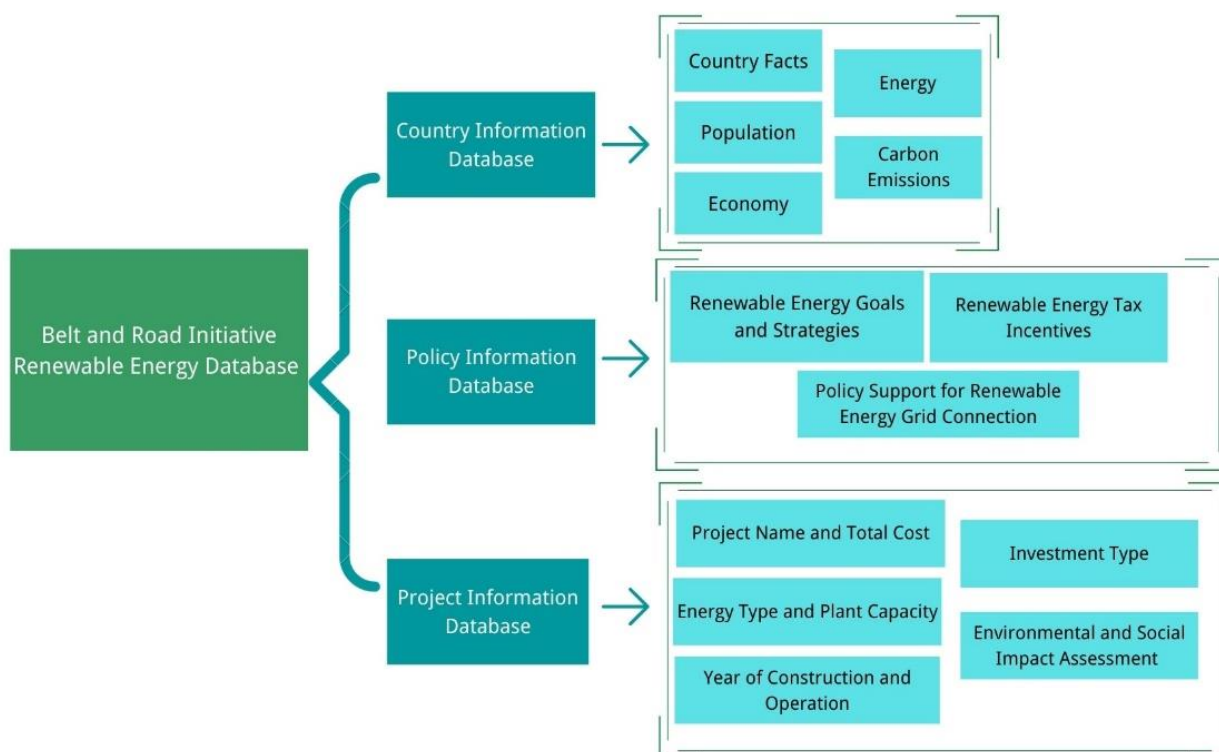 Belt and Road Initiative
Renewable Energy Database
Country Information
Database
Country Facts
Population
Economy
Energy
Carbon
Emissions
Policy Information
Database
Renewable Energy Goals
and Strategies
Renewable Energy Tax
Incentives
Policy Support for Renewable
Energy Grid Connection
Project Information
Database
Project Name and Total Cost
Energy Type and Plant Capacity
Year of Construction and
Operation
Investment Type
Environmental and Social
Impact Assessment